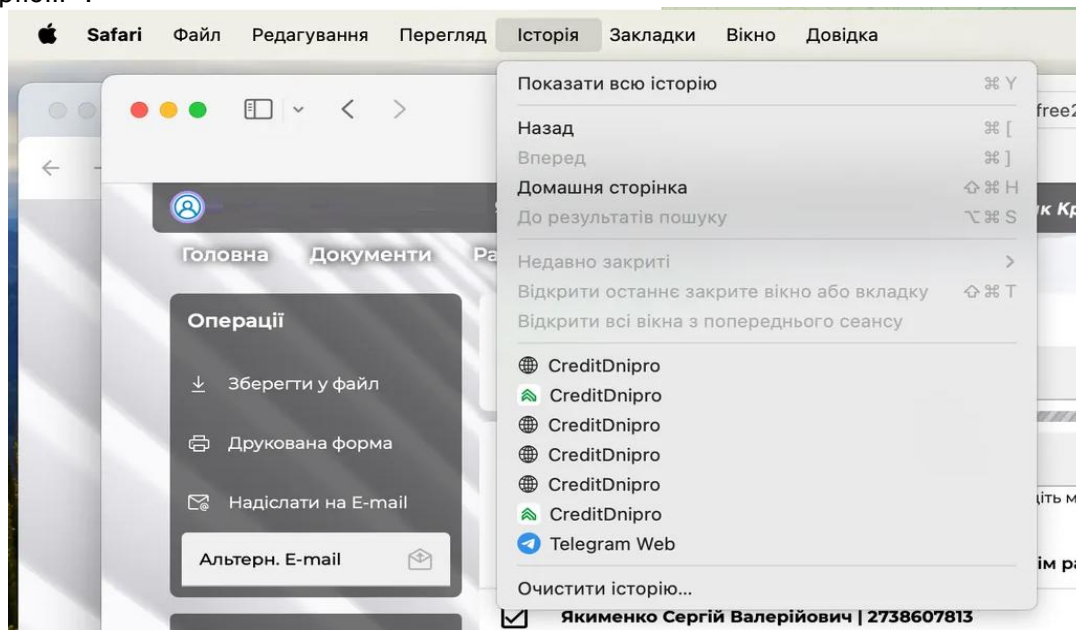 Safari Файл Редагування Перегляд Історія Закладки Вікно Довідка
Показати всю історію ⌘ Y
Назад ⌘ [
Вперед ⌘ ]
Домашня сторінка ⇧ ⌘ H
До результатів пошуку ⌥ ⌘ S
Недавно закриті >
Відкрити останнє закрите вікно або вкладку ⇧ ⌘ T
Відкрити всі вікна з попереднього сеансу
CreditDnipro
CreditDnipro
CreditDnipro
CreditDnipro
CreditDnipro
CreditDnipro
Telegram Web
Очистити історію...
Головна Документи
Операції
Зберегти у файл
Друкована форма
Надіслати на E-mail
Альтерн. E-mail
Якименко Сергій Валерійович | 2738607813